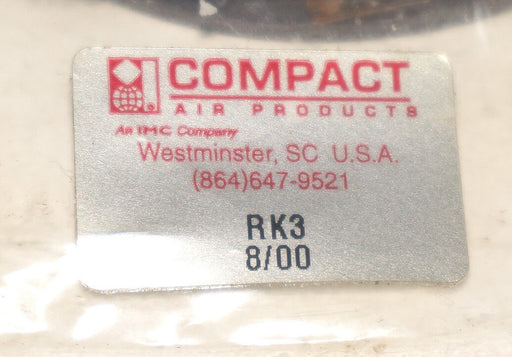 COMPACT
AIR PRODUCTS
An IMC Company
Westminster, SC U.S.A.
(864)647-9521
RK3
8/00